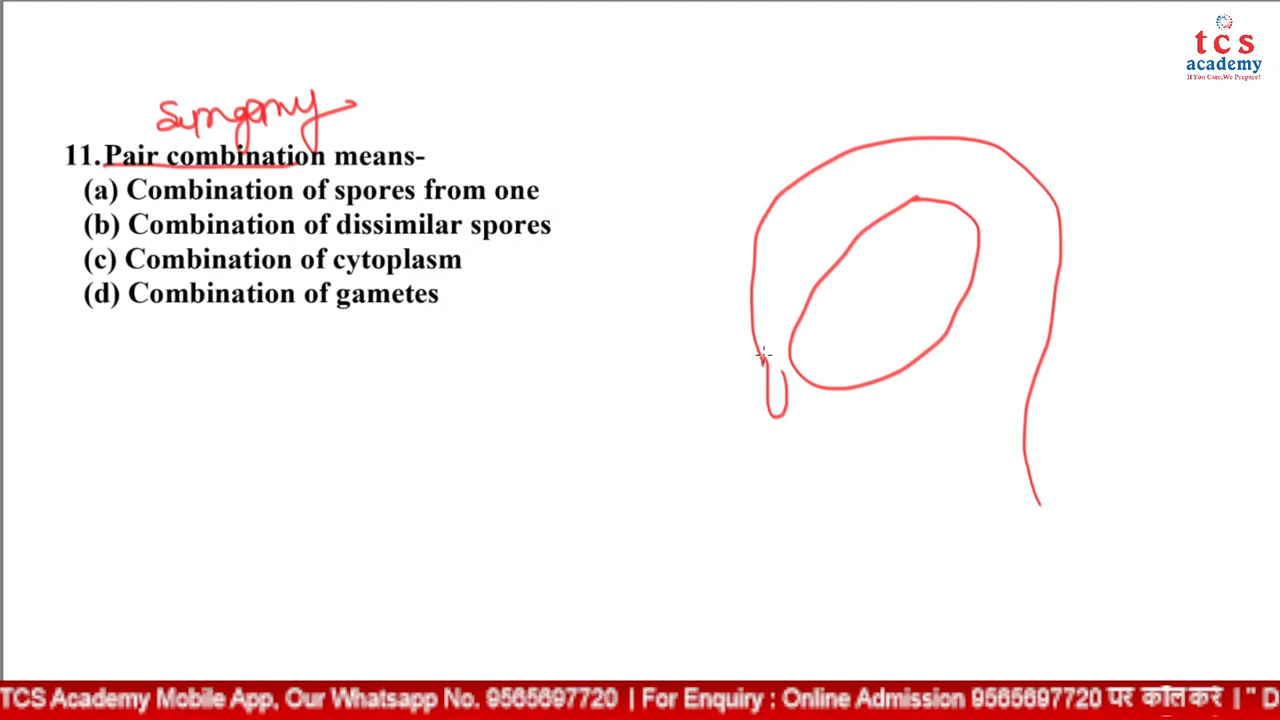 tcs
academy
If You Care,We Prepare!
Syngamy
11.Pair combination means-
(a) Combination of spores from one
(b) Combination of dissimilar spores
(c) Combination of cytoplasm
(d) Combination of gametes
TCS Academy Mobile App, Our Whatsapp No. 9565697720 | For Enquiry : Online Admission 9565697720 पर कॉल करें | " D